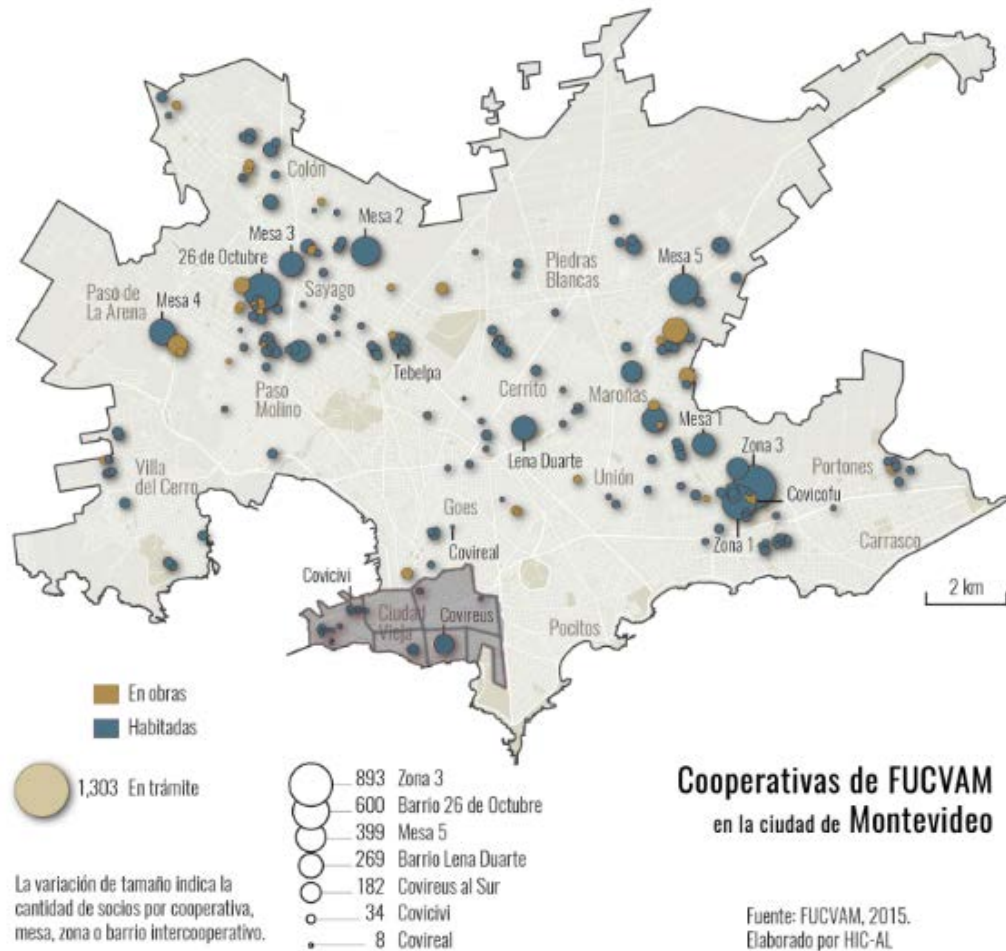 Colón
Mesa 2
Mesa 3
26 de Octubre
Sayago
Piedras
Blancas
Mesa 5
Paso de
La Arena
Mesa 4
Tebelpa
Paso
Molino
Cerrito
Maroñas
Mesa 1
Lena Duarte
Zona 3
Villa
del Cerro
Unión
Portones
Covicofu
Goes
Covireal
Zona 1
Carrasco
Covicivi
Ciudad
Vieja
Covireus
Pocitos
2 km
En obras
Habitadas
1,303 En trámite
893 Zona 3
600 Barrio 26 de Octubre
399 Mesa 5
269 Barrio Lena Duarte
182 Covireus al Sur
34 Covicivi
8 Covireal
La variación de tamaño indica la
cantidad de socios por cooperativa,
mesa, zona o barrio intercooperativo.
Cooperativas de FUCVAM
en la ciudad de Montevideo
Fuente: FUCVAM, 2015.
Elaborado por HIC-AL